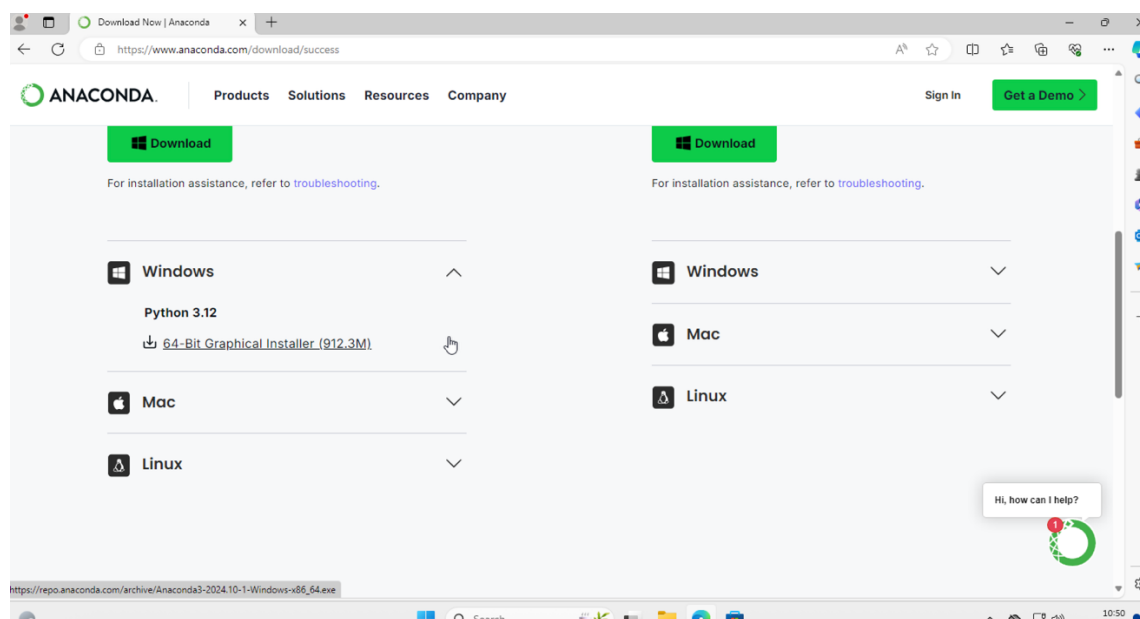 Download Now | Anaconda
https://www.anaconda.com/download/success
ANACONDA.
Products Solutions Resources Company
Sign In
Get a Demo
Download
Download
For installation assistance, refer to troubleshooting.
For installation assistance, refer to troubleshooting.
Windows
Python 3.12
64-Bit Graphical Installer (912.3M)
Mac
Linux
Windows
Mac
Linux
Hi, how can I help?
1
https://repo.anaconda.com/archive/Anaconda3-2024.10-1-Windows-x86_64.exe
Search
10:50